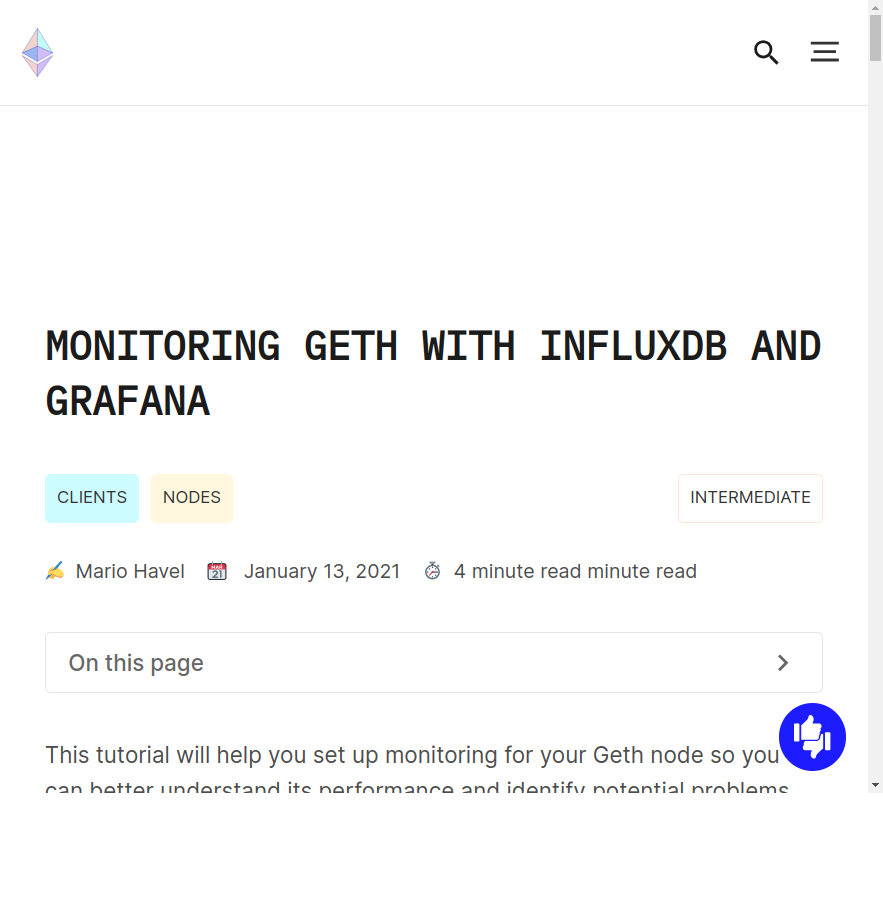 MONITORING GETH WITH INFLUXDB AND
GRAFANA
CLIENTS NODES INTERMEDIATE
Mario Havel January 13, 2021 4 minute read minute read
On this page
This tutorial will help you set up monitoring for your Geth node so you
can better understand its performance and identify potential problems.